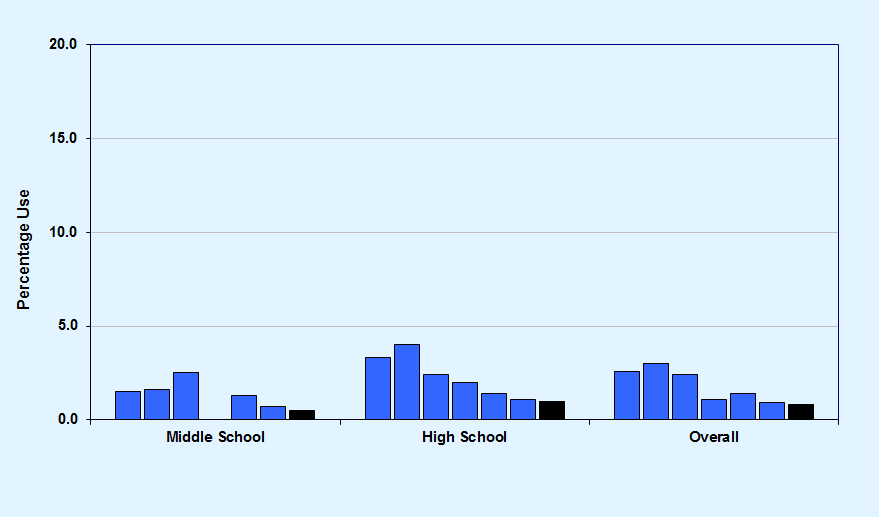 20.0
15.0
10.0
5.0
0.0
Percentage Use
Middle School
High School
Overall